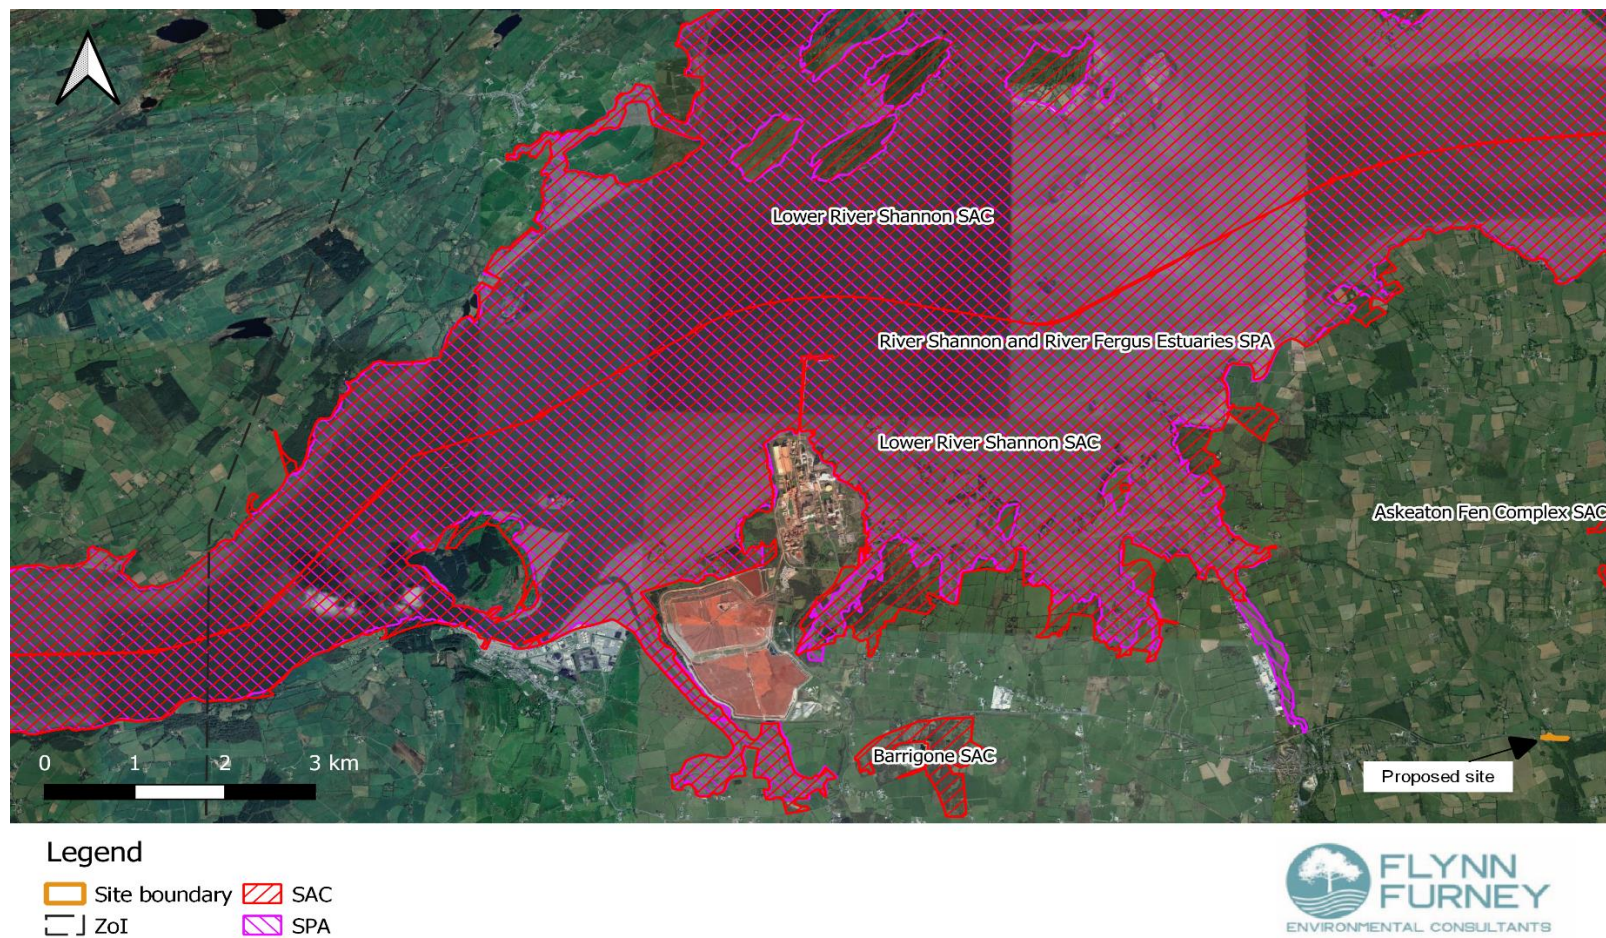 Lower River Shannon SAC
River Shannon and River Fergus Estuaries SPA
Lower River Shannon SAC
Askeaton Fen Complex SAC
Barrigone SAC
Proposed site
0 1 2 3 km
Legend
Site boundary
SAC
ZoI
SPA
FLYNN
FURNEY
ENVIRONMENTAL CONSULTANTS